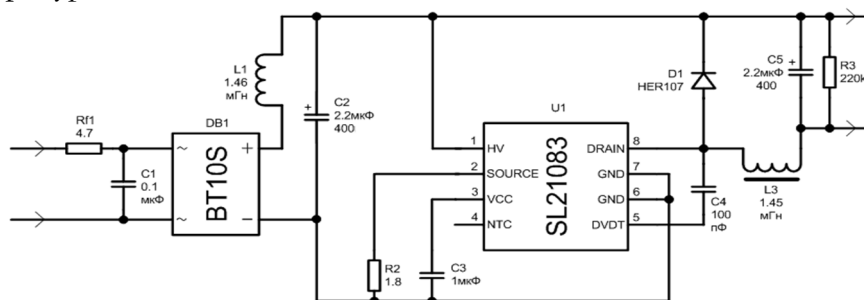 L1
1.46
мГн
Rf1
4.7
C1
0.1
мкФ
DB1
BT10S
~
~
+
−
+
C2
2.2мкФ
400
R2
1.8
C3
1мкФ
U1
SL21083
1 HV
2 SOURCE
3 VCC
4 NTC
DRAIN 8
GND 7
GND 6
DVDT 5
D1
HER107
C4
100
пФ
L3
1.45
мГн
C5 +
2.2мкФ
400
R3
220k